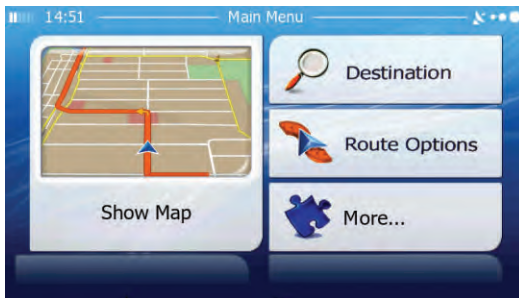 14:51 Main Menu
Destination
Route Options
Show Map
More...